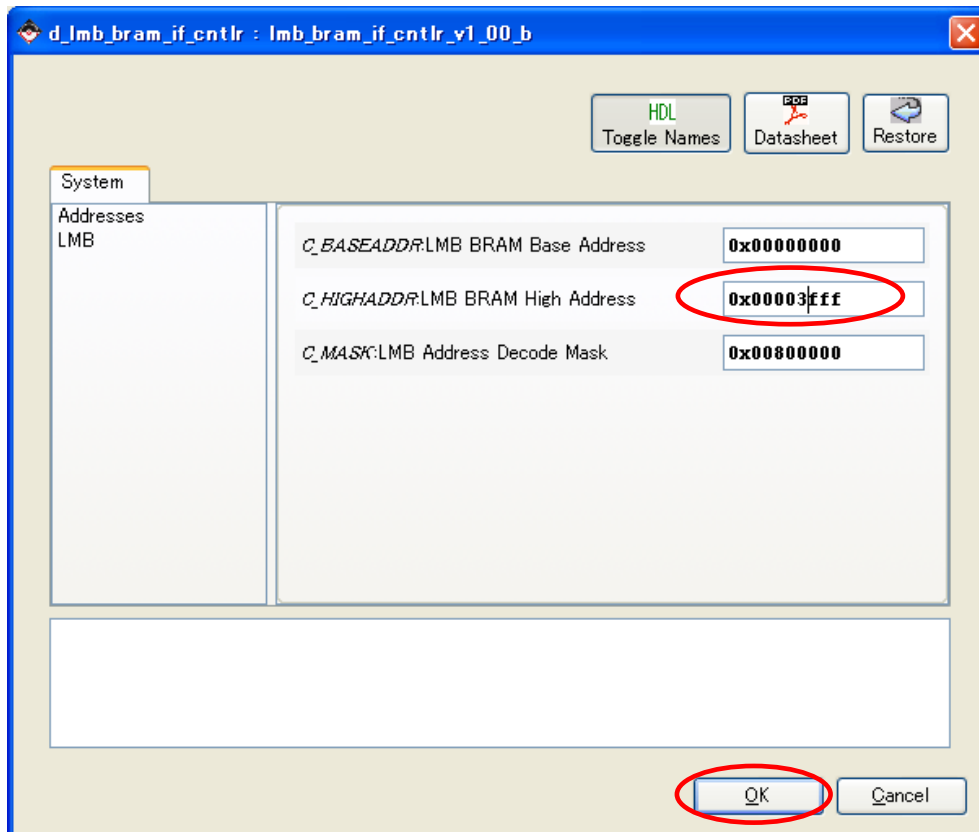 d_lmb_bram_if_cntlr : lmb_bram_if_cntlr_v1_00_b
HDL
Toggle Names
PDF
Datasheet
Restore
System
Addresses
LMB
C_BASEADDR:LMB BRAM Base Address
0x00000000
C_HIGHADDR:LMB BRAM High Address
0x00003fff
C_MASK:LMB Address Decode Mask
0x00800000
OK
Cancel